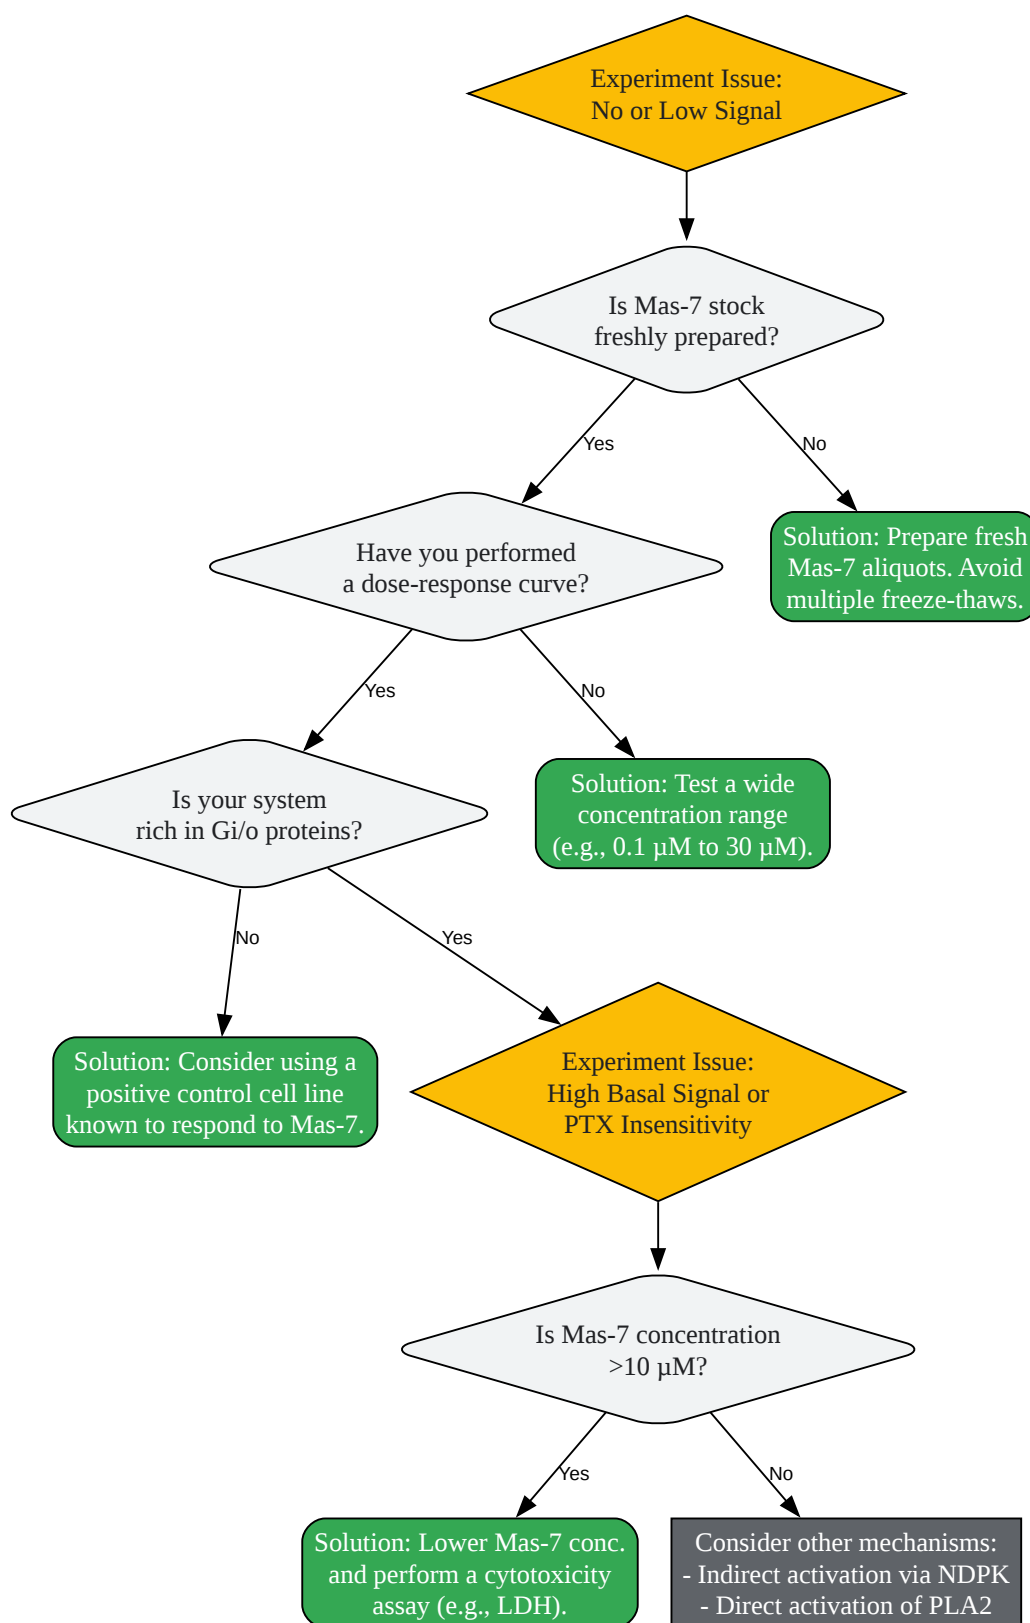 Experiment Issue:
No or Low Signal
Is Mas-7 stock
freshly prepared?
Yes
No
Have you performed
a dose-response curve?
Solution: Prepare fresh
Mas-7 aliquots. Avoid
multiple freeze-thaws.
Yes
No
Is your system
rich in Gi/o proteins?
Solution: Test a wide
concentration range
(e.g., 0.1 µM to 30 µM).
No
Yes
Solution: Consider using a
positive control cell line
known to respond to Mas-7.
Experiment Issue:
High Basal Signal or
PTX Insensitivity
Is Mas-7 concentration
>10 µM?
Yes
No
Solution: Lower Mas-7 conc.
and perform a cytotoxicity
assay (e.g., LDH).
Consider other mechanisms:
- Indirect activation via NDPK
- Direct activation of PLA2